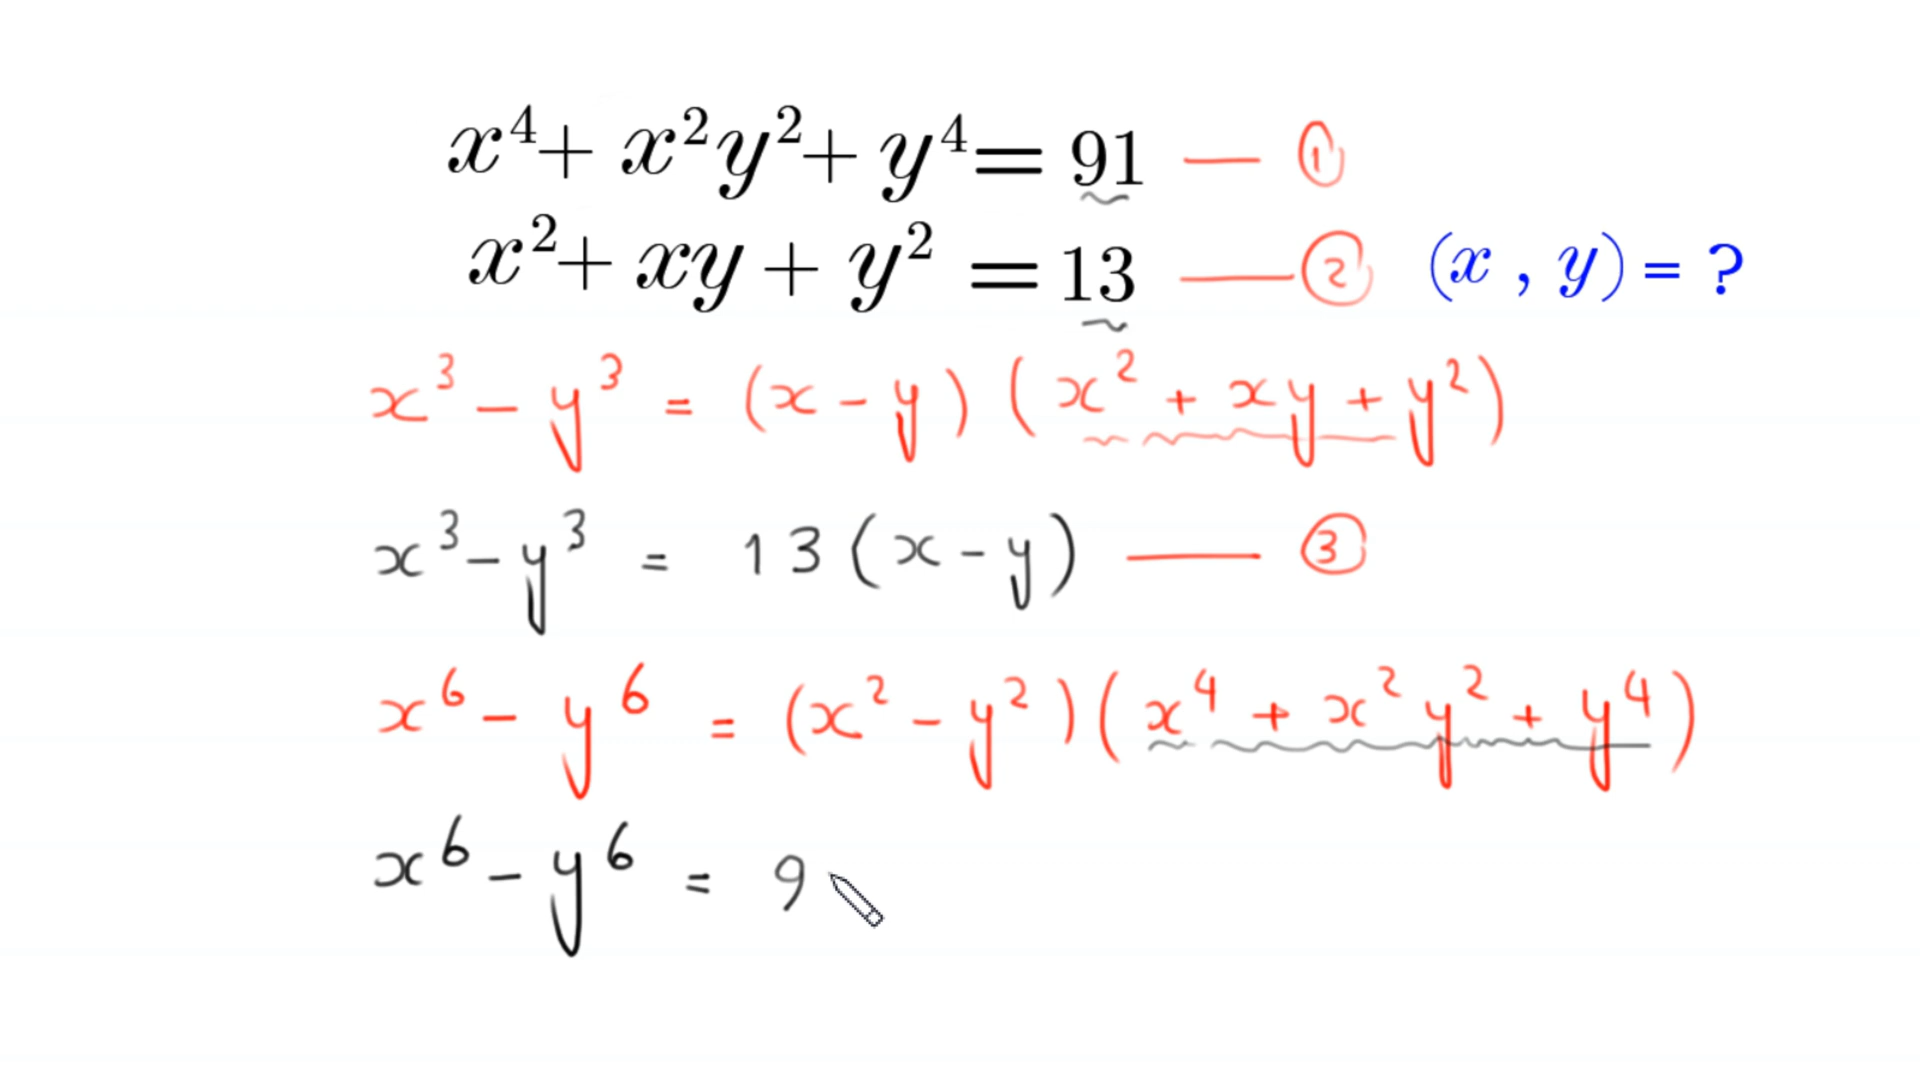 x⁴ + x²y² + y⁴ = 91 — ①
x² + xy + y² = 13 — ② (x , y) = ?
x³ − y³ = (x − y) (x² + xy + y²)
x³ − y³ = 13 (x − y) — ③
x⁶ − y⁶ = (x² − y²) (x⁴ + x²y² + y⁴)
x⁶ − y⁶ = 9